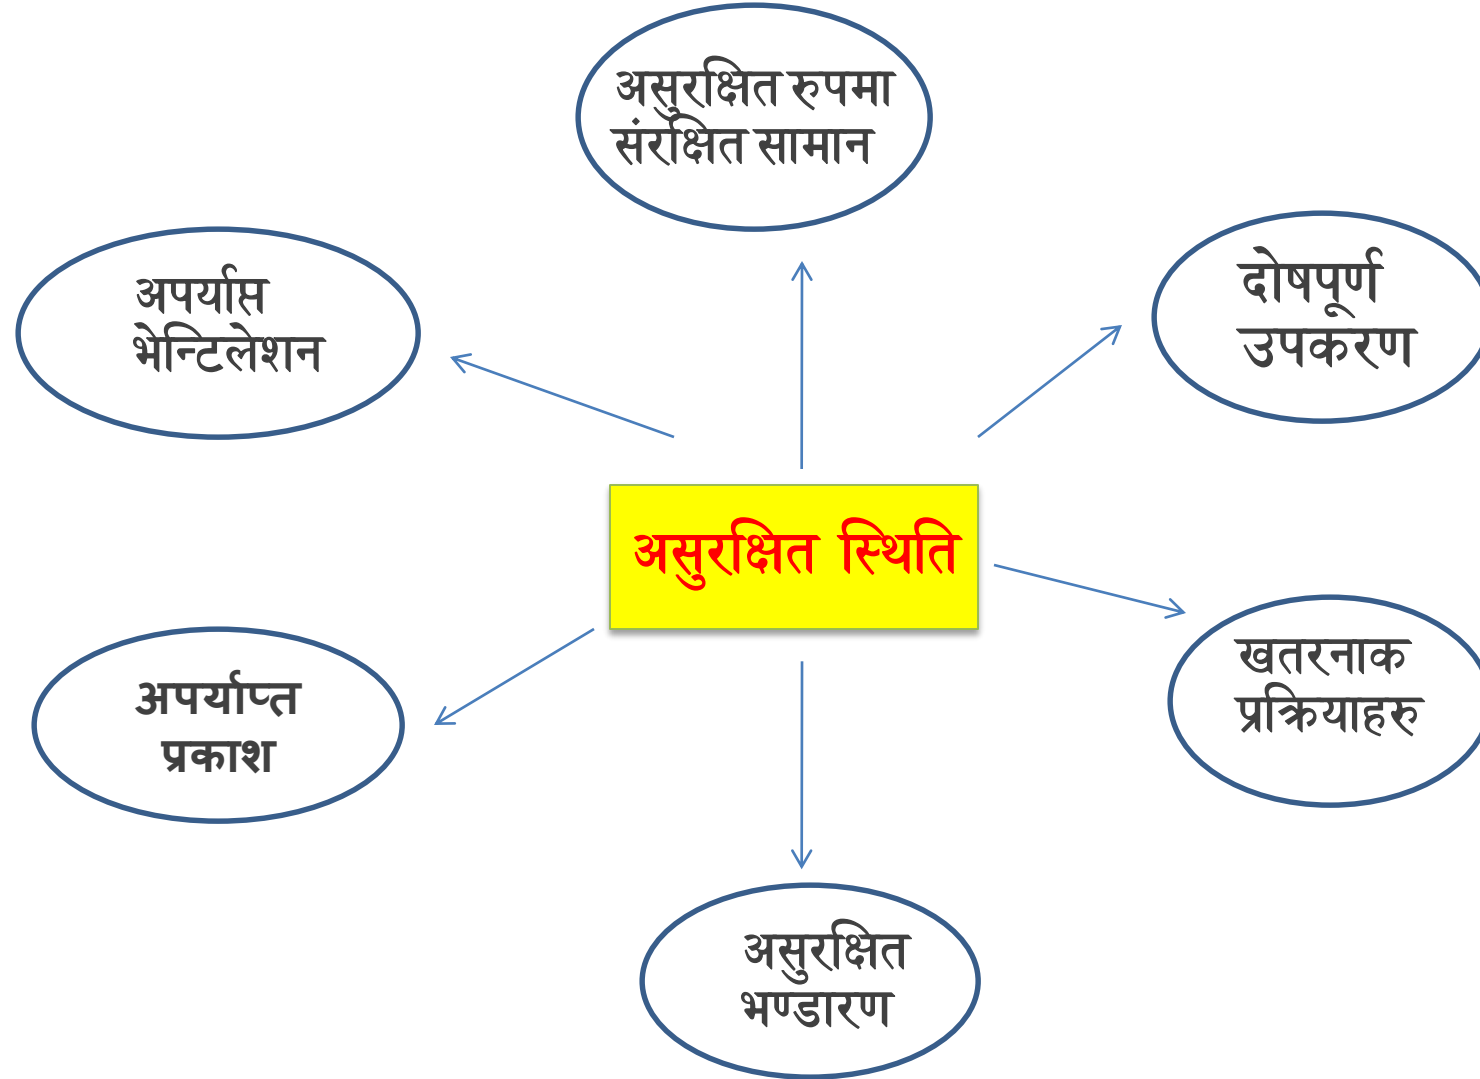 असुरक्षित रुपमा
संरक्षित सामान
अपर्याप्त
भेन्टिलेशन
दोषपूर्ण
उपकरण
असुरक्षित स्थिति
खतरनाक
प्रक्रियाहरु
अपर्याप्त
प्रकाश
असुरक्षित
भण्डारण